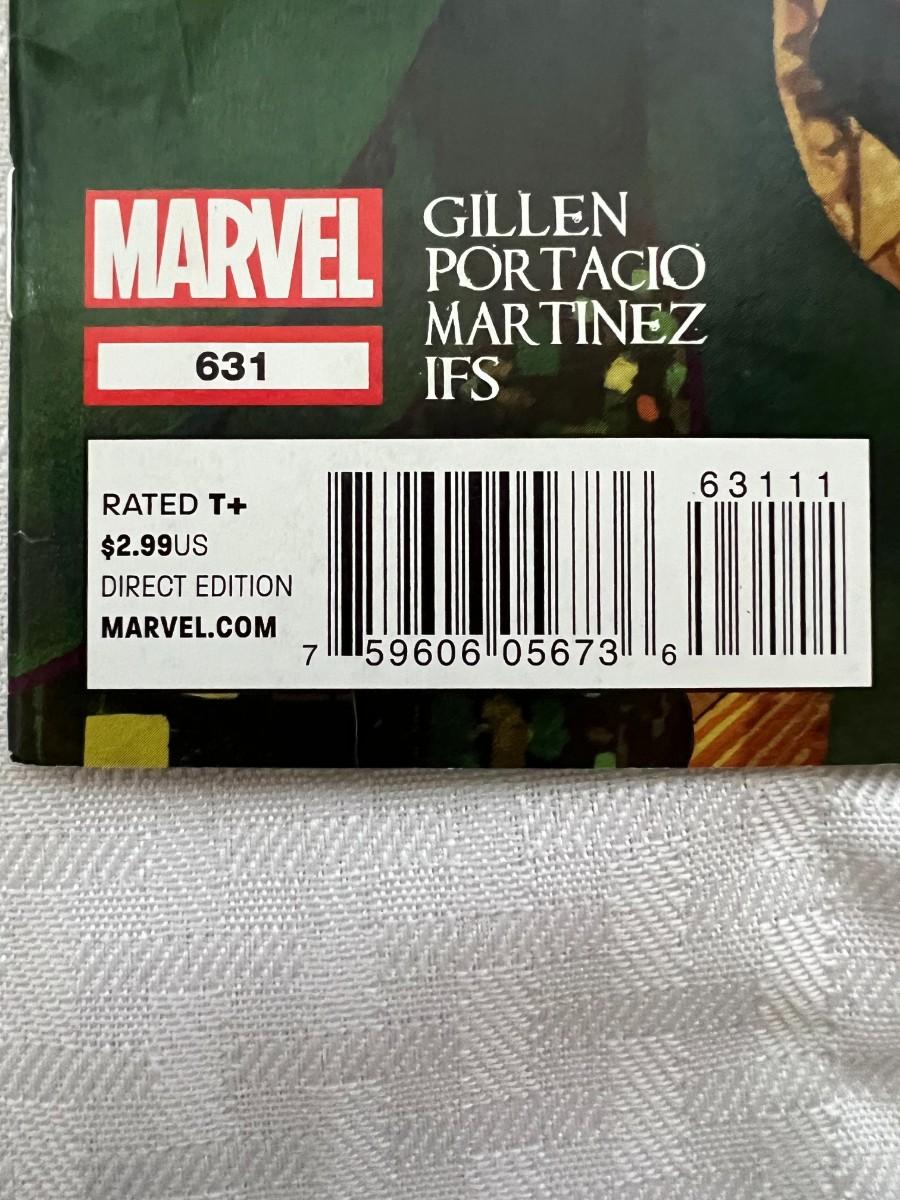 MARVEL
631
GILLEN
PORTACIO
MARTINEZ
IFS
RATED T+
$2.99US
DIRECT EDITION
MARVEL.COM
63111
7 59606 05673 6